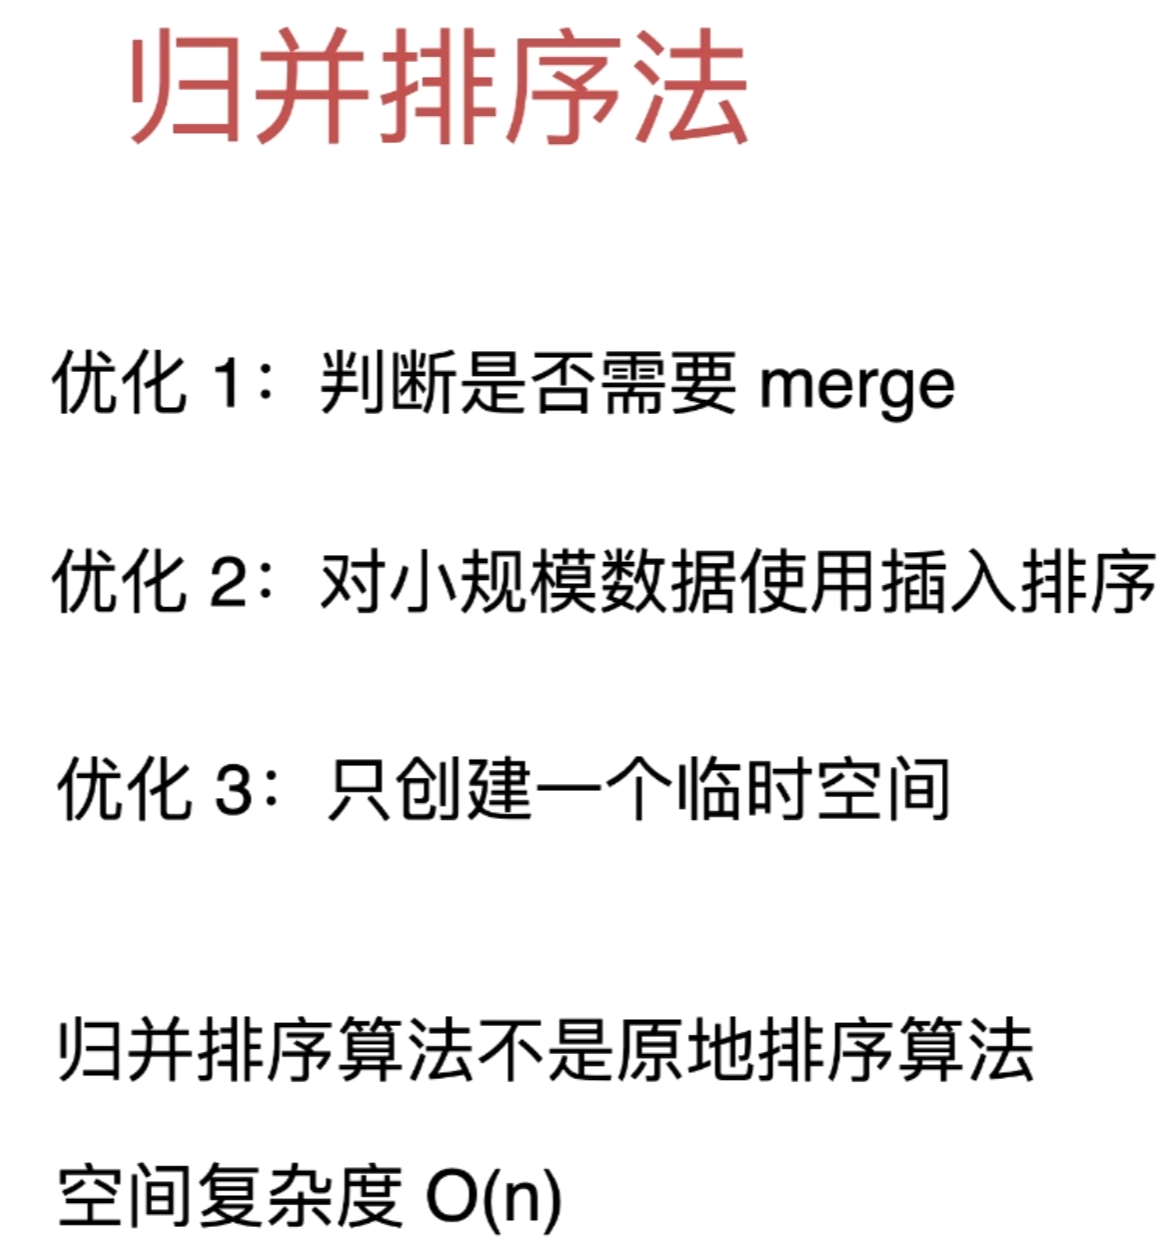 归并排序法
优化 1：判断是否需要 merge
优化 2：对小规模数据使用插入排序
优化 3：只创建一个临时空间
归并排序算法不是原地排序算法
空间复杂度 O(n)